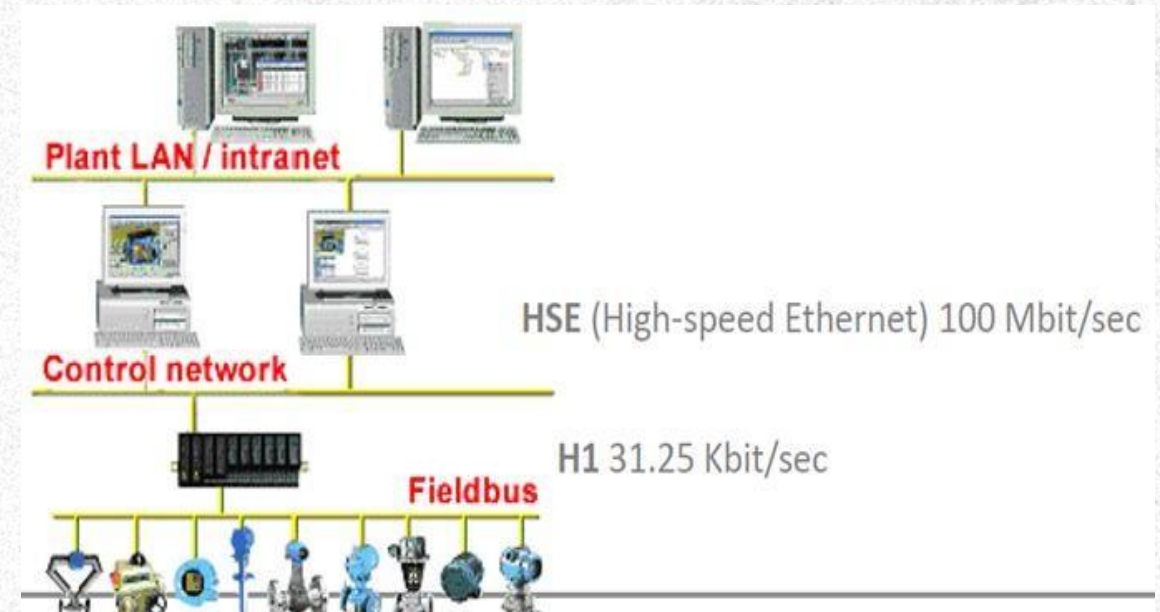 Plant LAN / intranet
HSE (High-speed Ethernet) 100 Mbit/sec
Control network
H1 31.25 Kbit/sec
Fieldbus